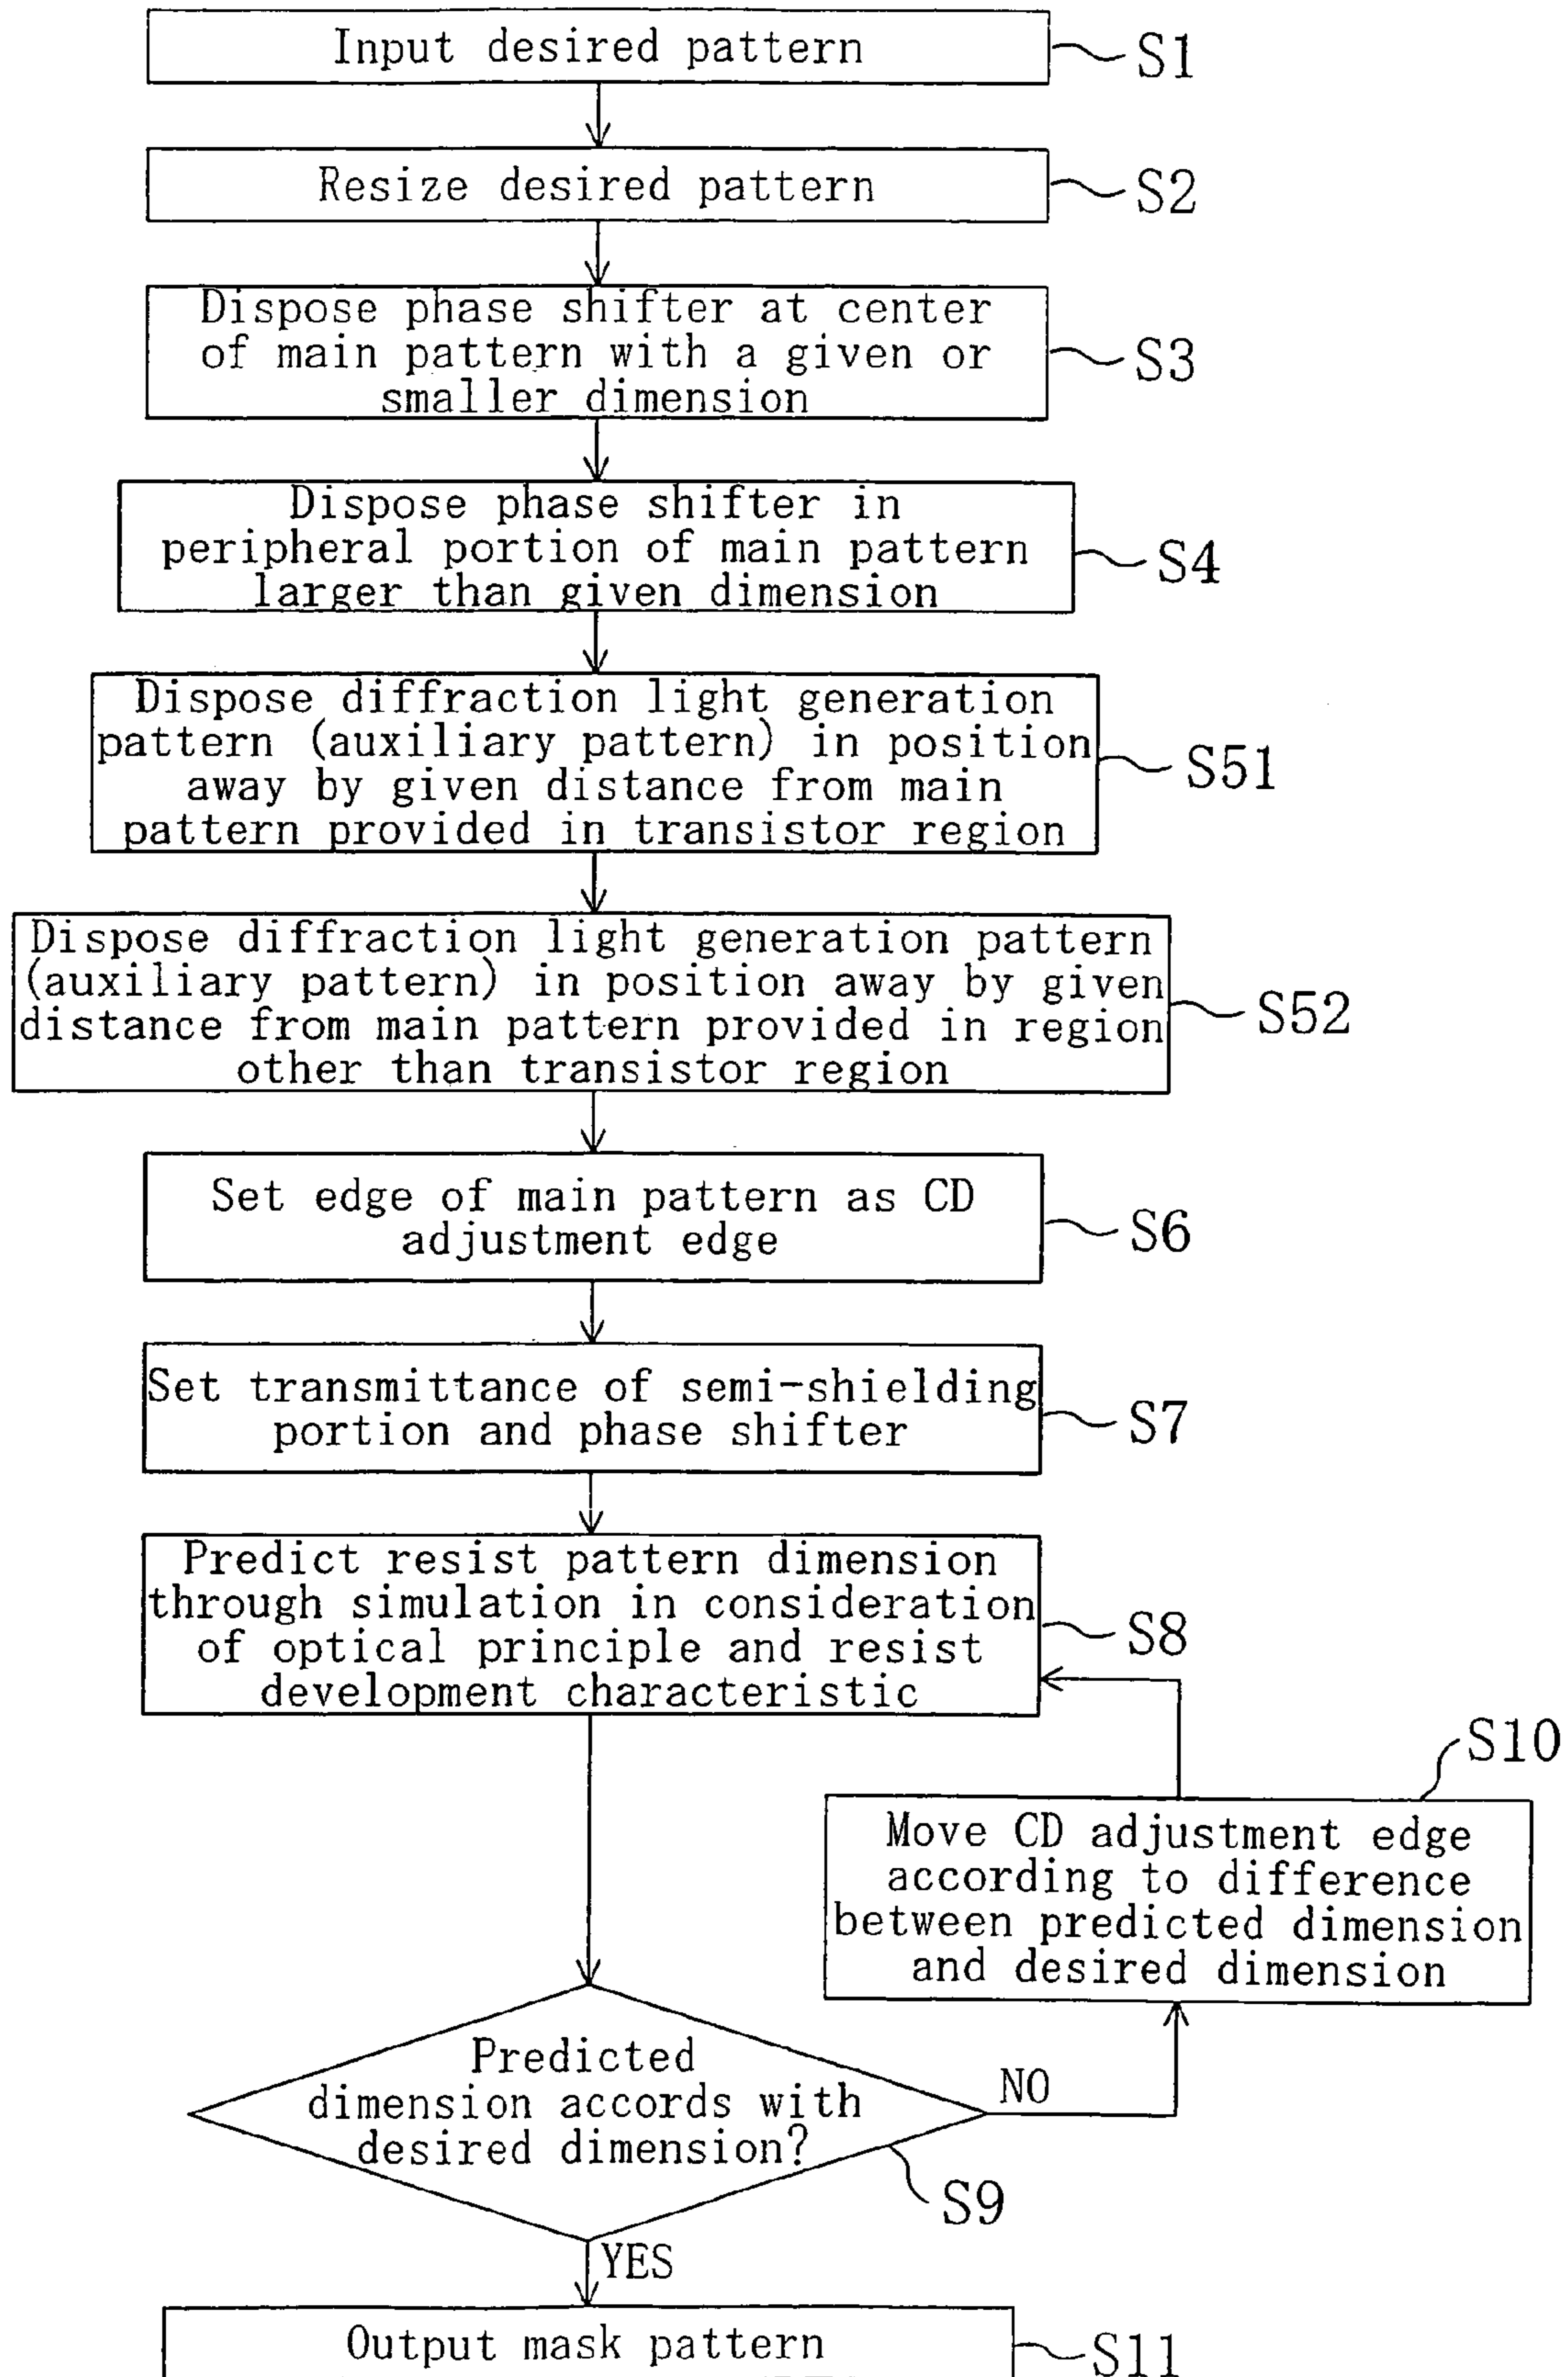 Input desired pattern
S1
Resize desired pattern
S2
Dispose phase shifter at center
of main pattern with a given or
smaller dimension
S3
Dispose phase shifter in
peripheral portion of main pattern
larger than given dimension
S4
Dispose diffraction light generation
pattern (auxiliary pattern) in position
away by given distance from main
pattern provided in transistor region
S51
Dispose diffraction light generation pattern
(auxiliary pattern) in position away by given
distance from main pattern provided in region
other than transistor region
S52
Set edge of main pattern as CD
adjustment edge
S6
Set transmittance of semi-shielding
portion and phase shifter
S7
Predict resist pattern dimension
through simulation in consideration
of optical principle and resist
development characteristic
S8
S10
Move CD adjustment edge
according to difference
between predicted dimension
and desired dimension
Predicted
dimension accords with
desired dimension?
NO
S9
YES
Output mask pattern
S11